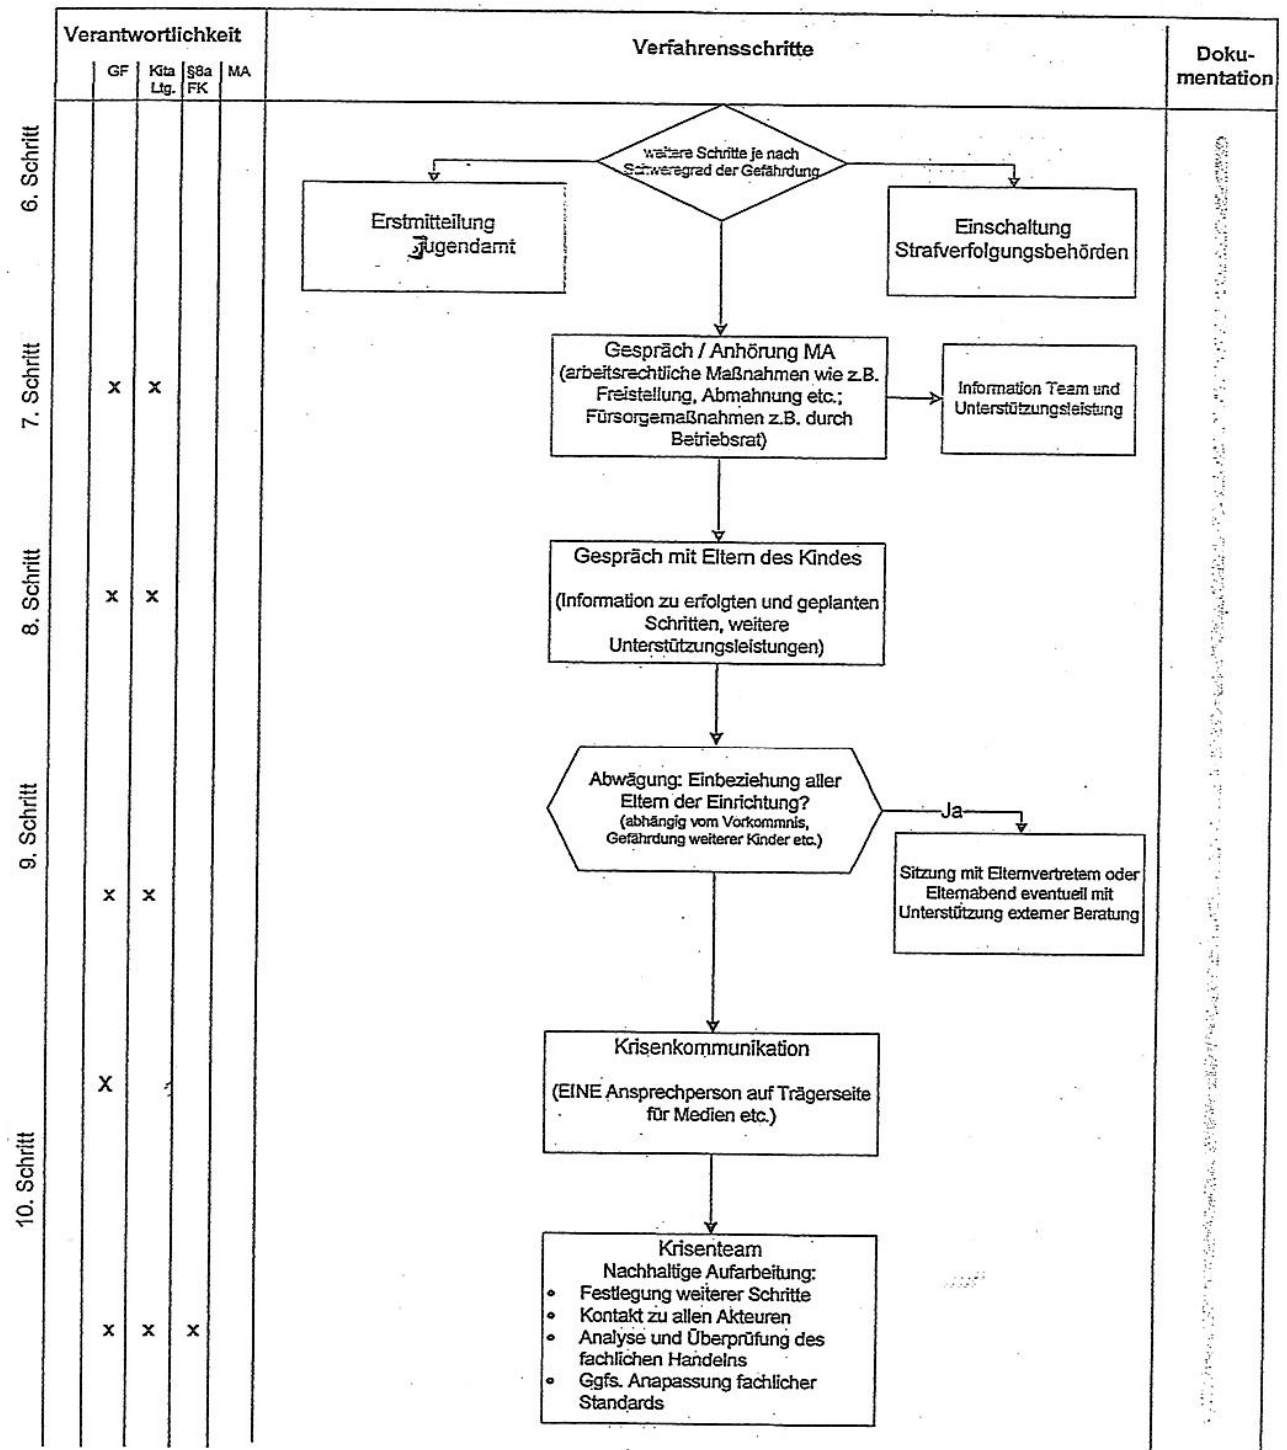 Verantwortlichkeit
Verfahrensschritte
Doku-
mentation
GF
Kita
Ltg.
§8a
FK
MA
6. Schritt
weitere Schritte je nach
Schweregrad der Gefährdung
Erstmitteilung
Jugendamt
Einschaltung
Strafverfolgungsbehörden
7. Schritt
x x
Gespräch / Anhörung MA
(arbeitsrechtliche Maßnahmen wie z.B.
Freistellung, Abmahnung etc.;
Fürsorgemaßnahmen z.B. durch
Betriebsrat)
Information Team und
Unterstützungsleistung
8. Schritt
x x
Gespräch mit Eltern des Kindes
(Information zu erfolgten und geplanten
Schritten, weitere
Unterstützungsleistungen)
9. Schritt
x x
Abwägung: Einbeziehung aller
Eltern der Einrichtung?
(abhängig vom Vorkommnis,
Gefährdung weiterer Kinder etc.)
Ja
Sitzung mit Elternvertretern oder
Elternabend eventuell mit
Unterstützung externer Beratung
x
Krisenkommunikation
(EINE Ansprechperson auf Trägerseite
für Medien etc.)
10. Schritt
x x x
Krisenteam
Nachhaltige Aufarbeitung:
• Festlegung weiterer Schritte
• Kontakt zu allen Akteuren
• Analyse und Überprüfung des
fachlichen Handelns
• Ggfs. Anapassung fachlicher
Standards